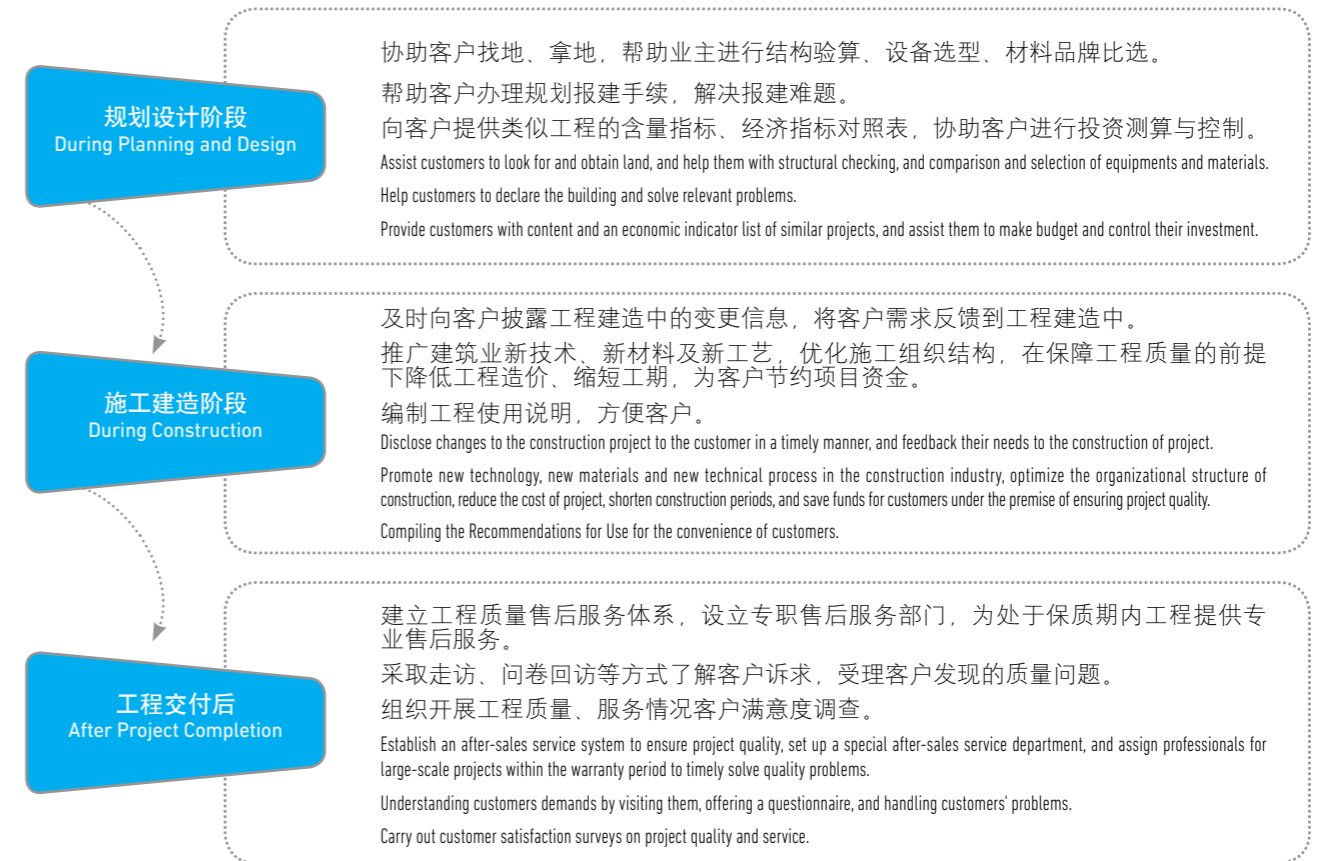 规划设计阶段
During Planning and Design
协助客户找地、拿地，帮助业主进行结构验算、设备选型、材料品牌比选。
帮助客户办理规划报建手续，解决报建难题。
向客户提供类似工程的含量指标、经济指标对照表，协助客户进行投资测算与控制。
Assist customers to look for and obtain land, and help them with structural checking, and comparison and selection of equipments and materials.
Help customers to declare the building and solve relevant problems.
Provide customers with content and an economic indicator list of similar projects, and assist them to make budget and control their investment.
施工建造阶段
During Construction
及时向客户披露工程建造中的变更信息，将客户需求反馈到工程建造中。
推广建筑业新技术、新材料及新工艺，优化施工组织结构，在保障工程质量的前提
下降低工程造价、缩短工期，为客户节约项目资金。
编制工程使用说明，方便客户。
Disclose changes to the construction project to the customer in a timely manner, and feedback their needs to the construction of project.
Promote new technology, new materials and new technical process in the construction industry, optimize the organizational structure of
construction, reduce the cost of project, shorten construction periods, and save funds for customers under the premise of ensuring project quality.
Compiling the Recommendations for Use for the convenience of customers.
工程交付后
After Project Completion
建立工程质量售后服务体系，设立专职售后服务部门，为处于保质期内工程提供专
业售后服务。
采取走访、问卷回访等方式了解客户诉求，受理客户发现的质量问题。
组织开展工程质量、服务情况客户满意度调查。
Establish an after-sales service system to ensure project quality, set up a special after-sales service department, and assign professionals for
large-scale projects within the warranty period to timely solve quality problems.
Understanding customers demands by visiting them, offering a questionnaire, and handling customers' problems.
Carry out customer satisfaction surveys on project quality and service.